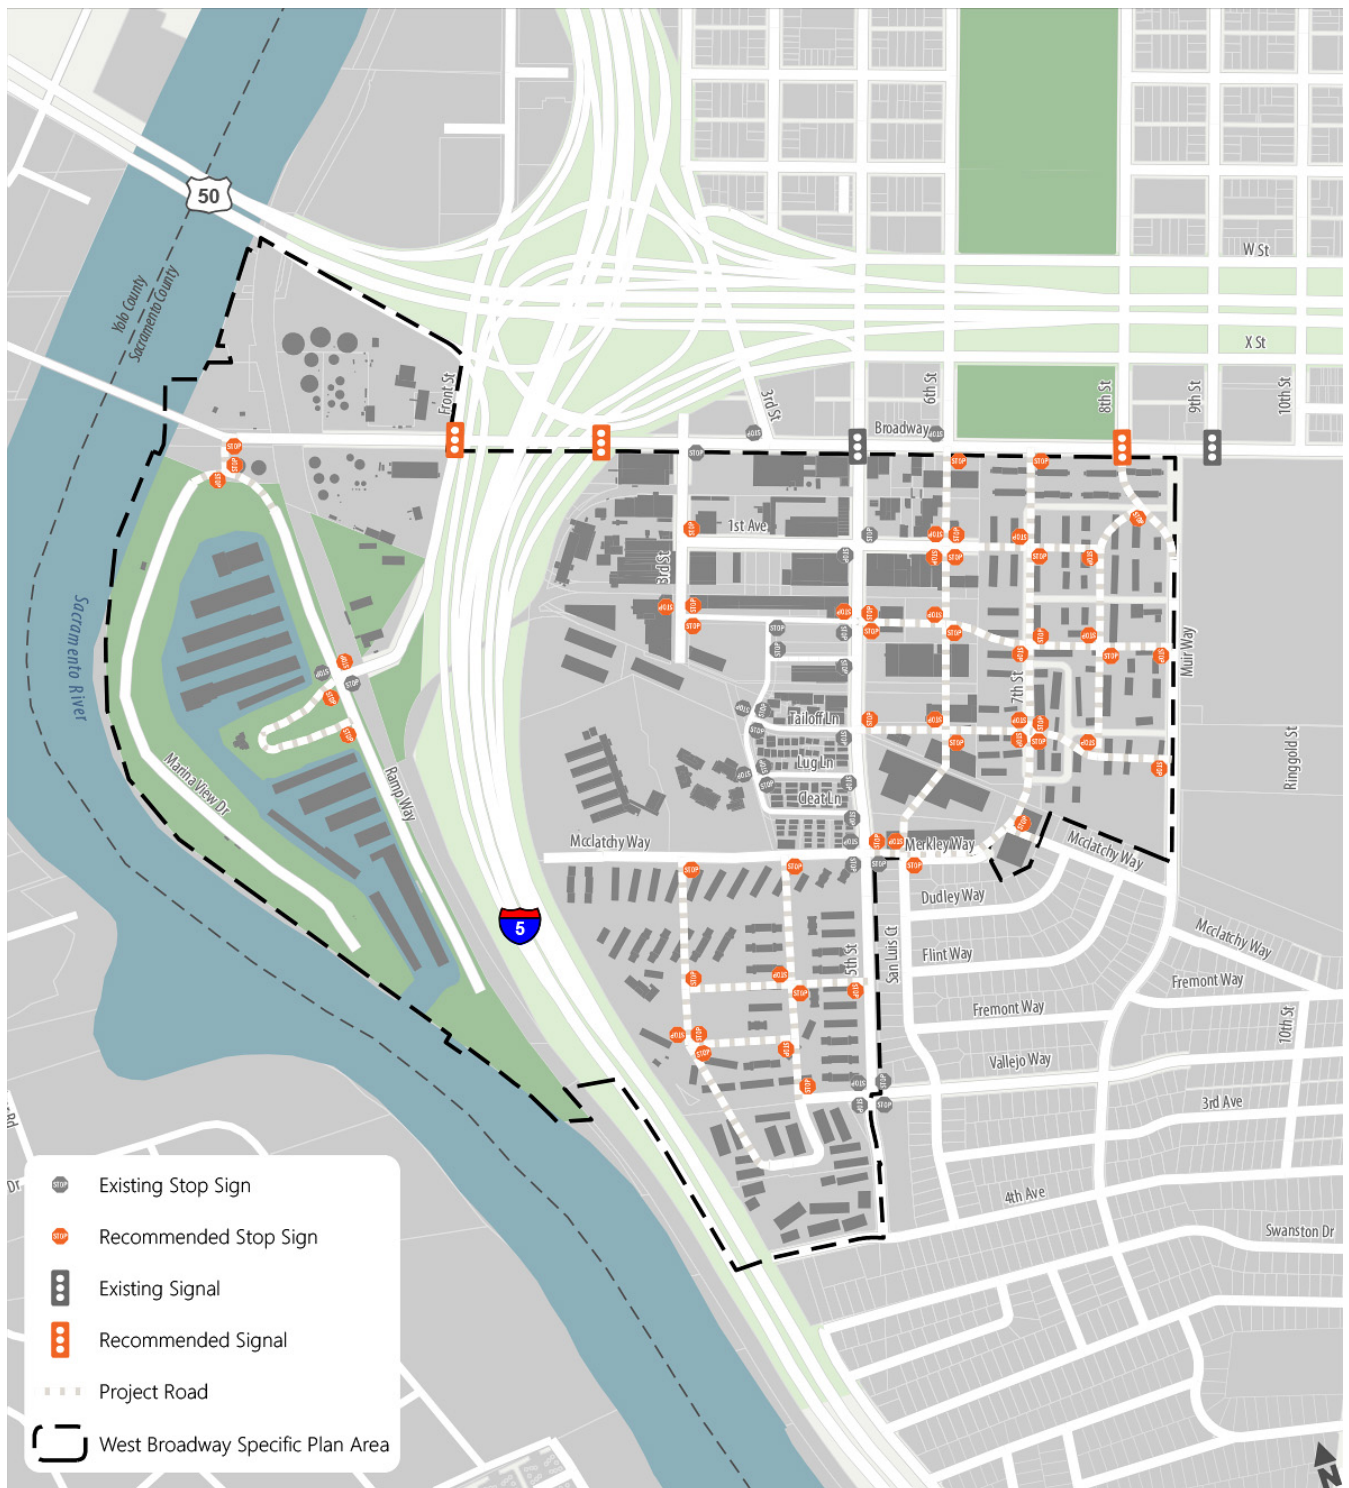 50
W St
Yolo County
Sacramento County
X St
Front St
3rd St
6th St
8th St
9th St
10th St
Broadway
1st Ave
3rd St
Sacramento River
Muir Way
7th St
Tailoff Ln
Ringgold St
Marina View Dr
Ramp Way
Lug Ln
Cleat Ln
Mcclatchy Way
Merkley Way
Mcclatchy Way
Dudley Way
5
5th St
San Luis Ct
Flint Way
Mcclatchy Way
Fremont Way
Fremont Way
10th St
Vallejo Way
3rd Ave
4th Ave
Swanston Dr
r Rd
Dr
STOP Existing Stop Sign
STOP Recommended Stop Sign
Existing Signal
Recommended Signal
Project Road
West Broadway Specific Plan Area
N